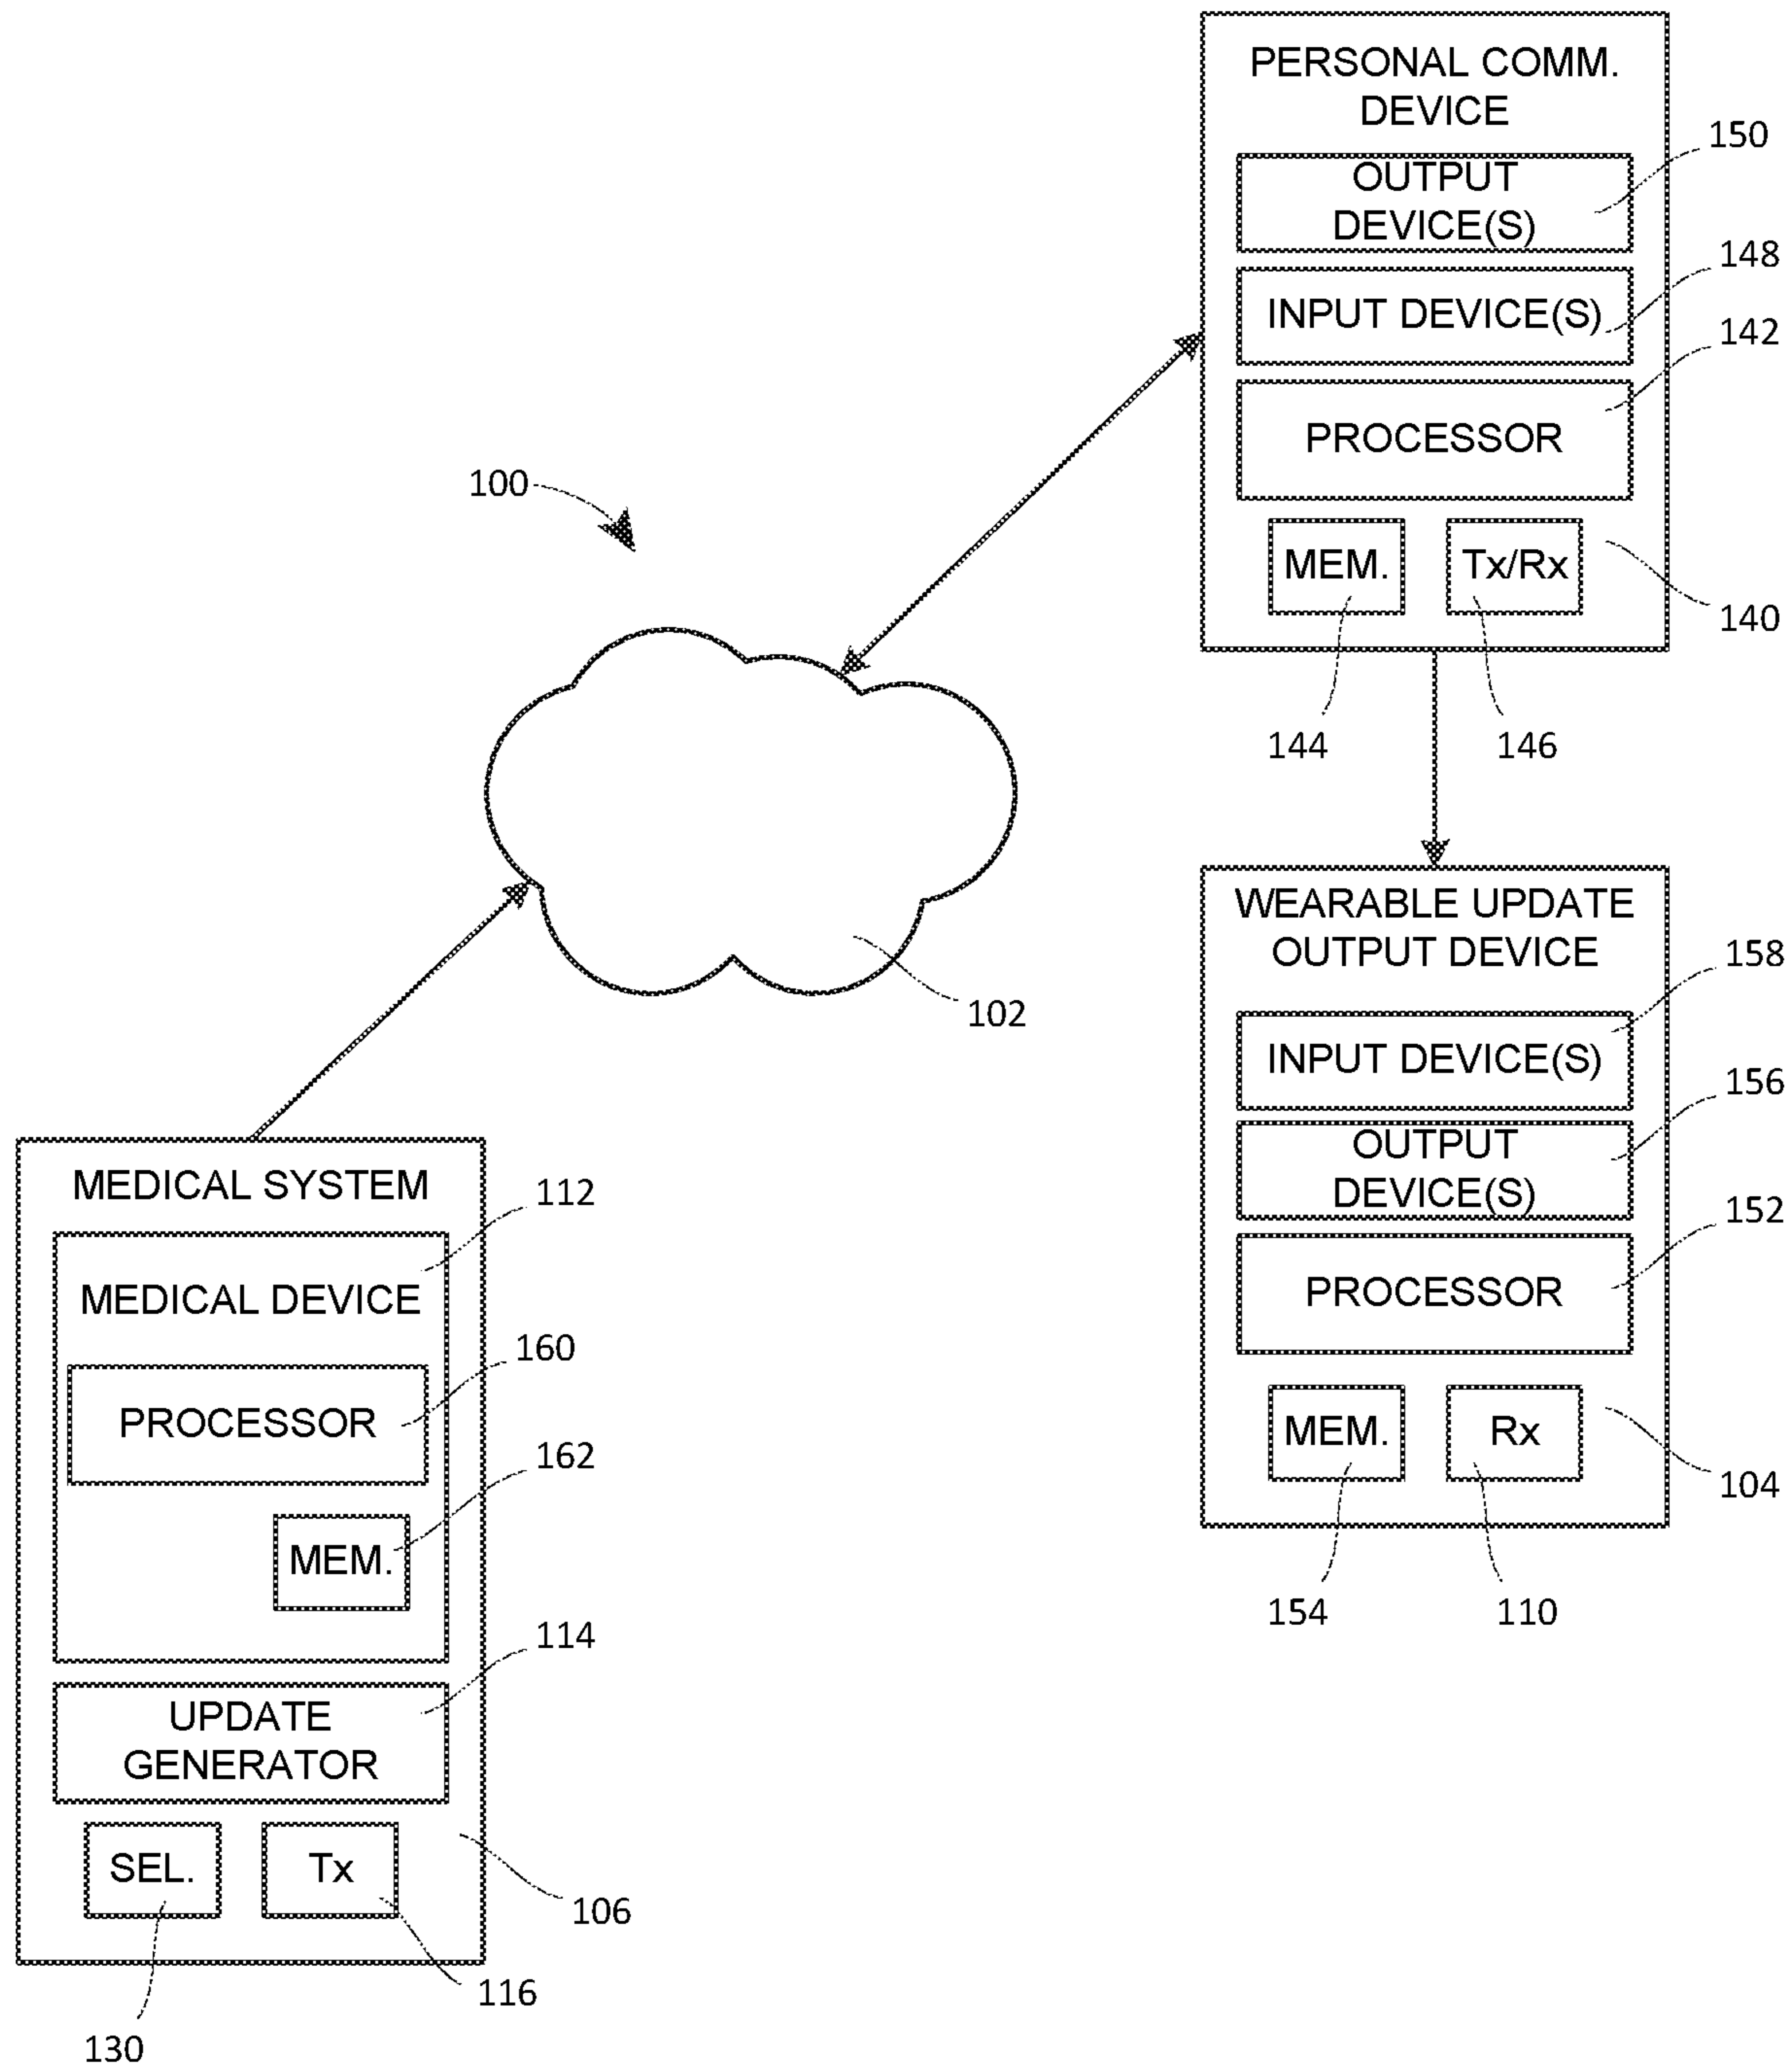 PERSONAL COMM.
DEVICE
150
OUTPUT
DEVICE(S)
148
INPUT DEVICE(S)
142
PROCESSOR
100
MEM.
Tx/Rx
140
144
146
WEARABLE UPDATE
OUTPUT DEVICE
158
102
INPUT DEVICE(S)
156
OUTPUT
DEVICE(S)
152
PROCESSOR
MEM.
Rx
104
154
110
MEDICAL SYSTEM
112
MEDICAL DEVICE
160
PROCESSOR
162
MEM.
114
UPDATE
GENERATOR
SEL.
Tx
106
116
130